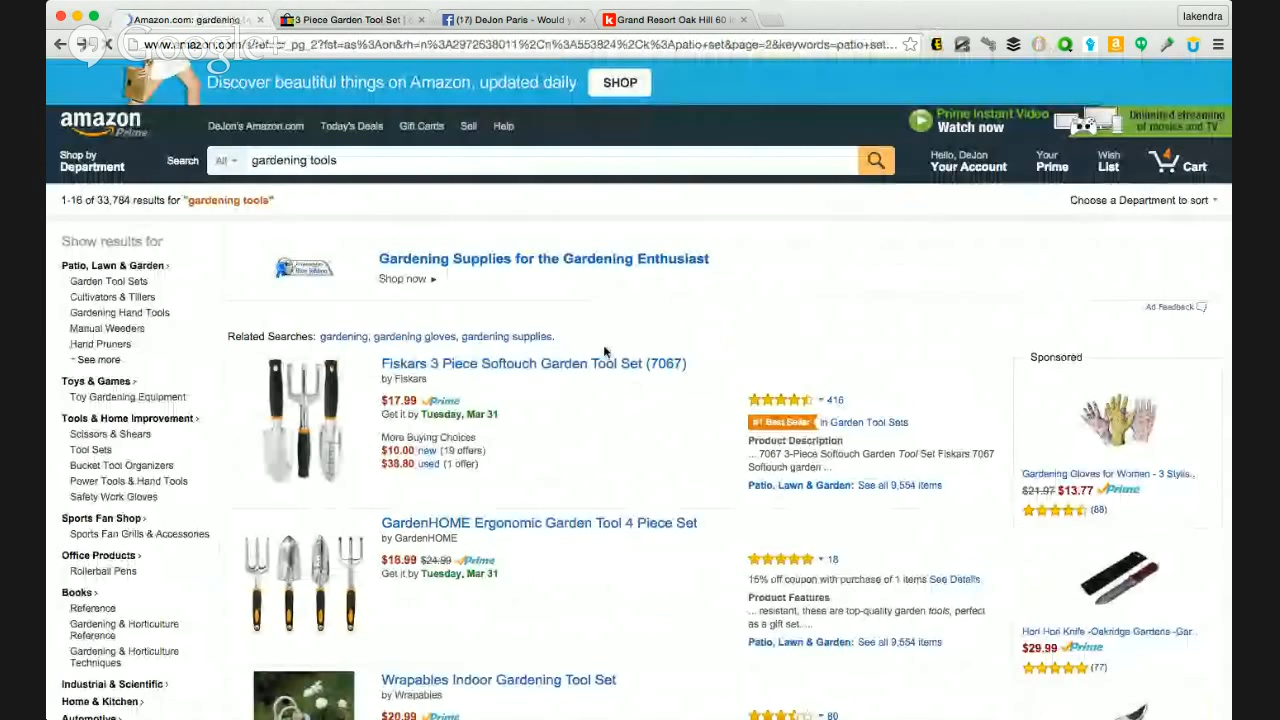 Amazon.com: gardening
3 Piece Garden Tool Set |
(17) DeJon Paris - Would y
Grand Resort Oak Hill 60 i
lakendra
Google+
Discover beautiful things on Amazon, updated daily
SHOP
amazon
Prime
DeJon's Amazon.com
Today's Deals
Gift Cards
Sell
Help
Prime Instant Video
Watch now
Unlimited streaming
of movies and TV
Shop by
Department
Search
All
gardening tools
Hello, DeJon
Your Account
Your
Prime
Wish
List
4
Cart
1-16 of 33,784 results for "gardening tools"
Choose a Department to sort
Show results for
Patio, Lawn & Garden ›
Garden Tool Sets
Cultivators & Tillers
Gardening Hand Tools
Manual Weeders
Hand Pruners
+ See more
Toys & Games ›
Toy Gardening Equipment
Tools & Home Improvement ›
Scissors & Shears
Tool Sets
Bucket Tool Organizers
Power Tools & Hand Tools
Safety Work Gloves
Sports Fan Shop ›
Sports Fan Grills & Accessories
Office Products ›
Rollerball Pens
Books ›
Reference
Gardening & Horticulture
Reference
Gardening & Horticulture
Techniques
Industrial & Scientific ›
Home & Kitchen ›
Automotive ›
Gardening Supplies for the Gardening Enthusiast
Shop now ▸
Ad Feedback
Related Searches: gardening, gardening gloves, gardening supplies.
Fiskars 3 Piece Softouch Garden Tool Set (7067)
by Fiskars
$17.99 Prime
Get it by Tuesday, Mar 31
More Buying Choices
$10.00 new (19 offers)
$38.80 used (1 offer)
416
#1 Best Seller in Garden Tool Sets
Product Description
... 7067 3-Piece Softouch Garden Tool Set Fiskars 7067
Softouch garden ...
Patio, Lawn & Garden: See all 9,554 items
GardenHOME Ergonomic Garden Tool 4 Piece Set
by GardenHOME
$18.99 $24.99 Prime
Get it by Tuesday, Mar 31
18
15% off coupon with purchase of 1 items See Details
Product Features
... resistant, these are top-quality garden tools, perfect
as a gift set....
Patio, Lawn & Garden: See all 9,554 items
Wrapables Indoor Gardening Tool Set
by Wrapables
$20.99 Prime
80
Sponsored
Gardening Gloves for Women - 3 Stylis..
$21.97 $13.77 Prime
(88)
Hori Hori Knife -Oakridge Gardens -Gar..
$29.99 Prime
(77)